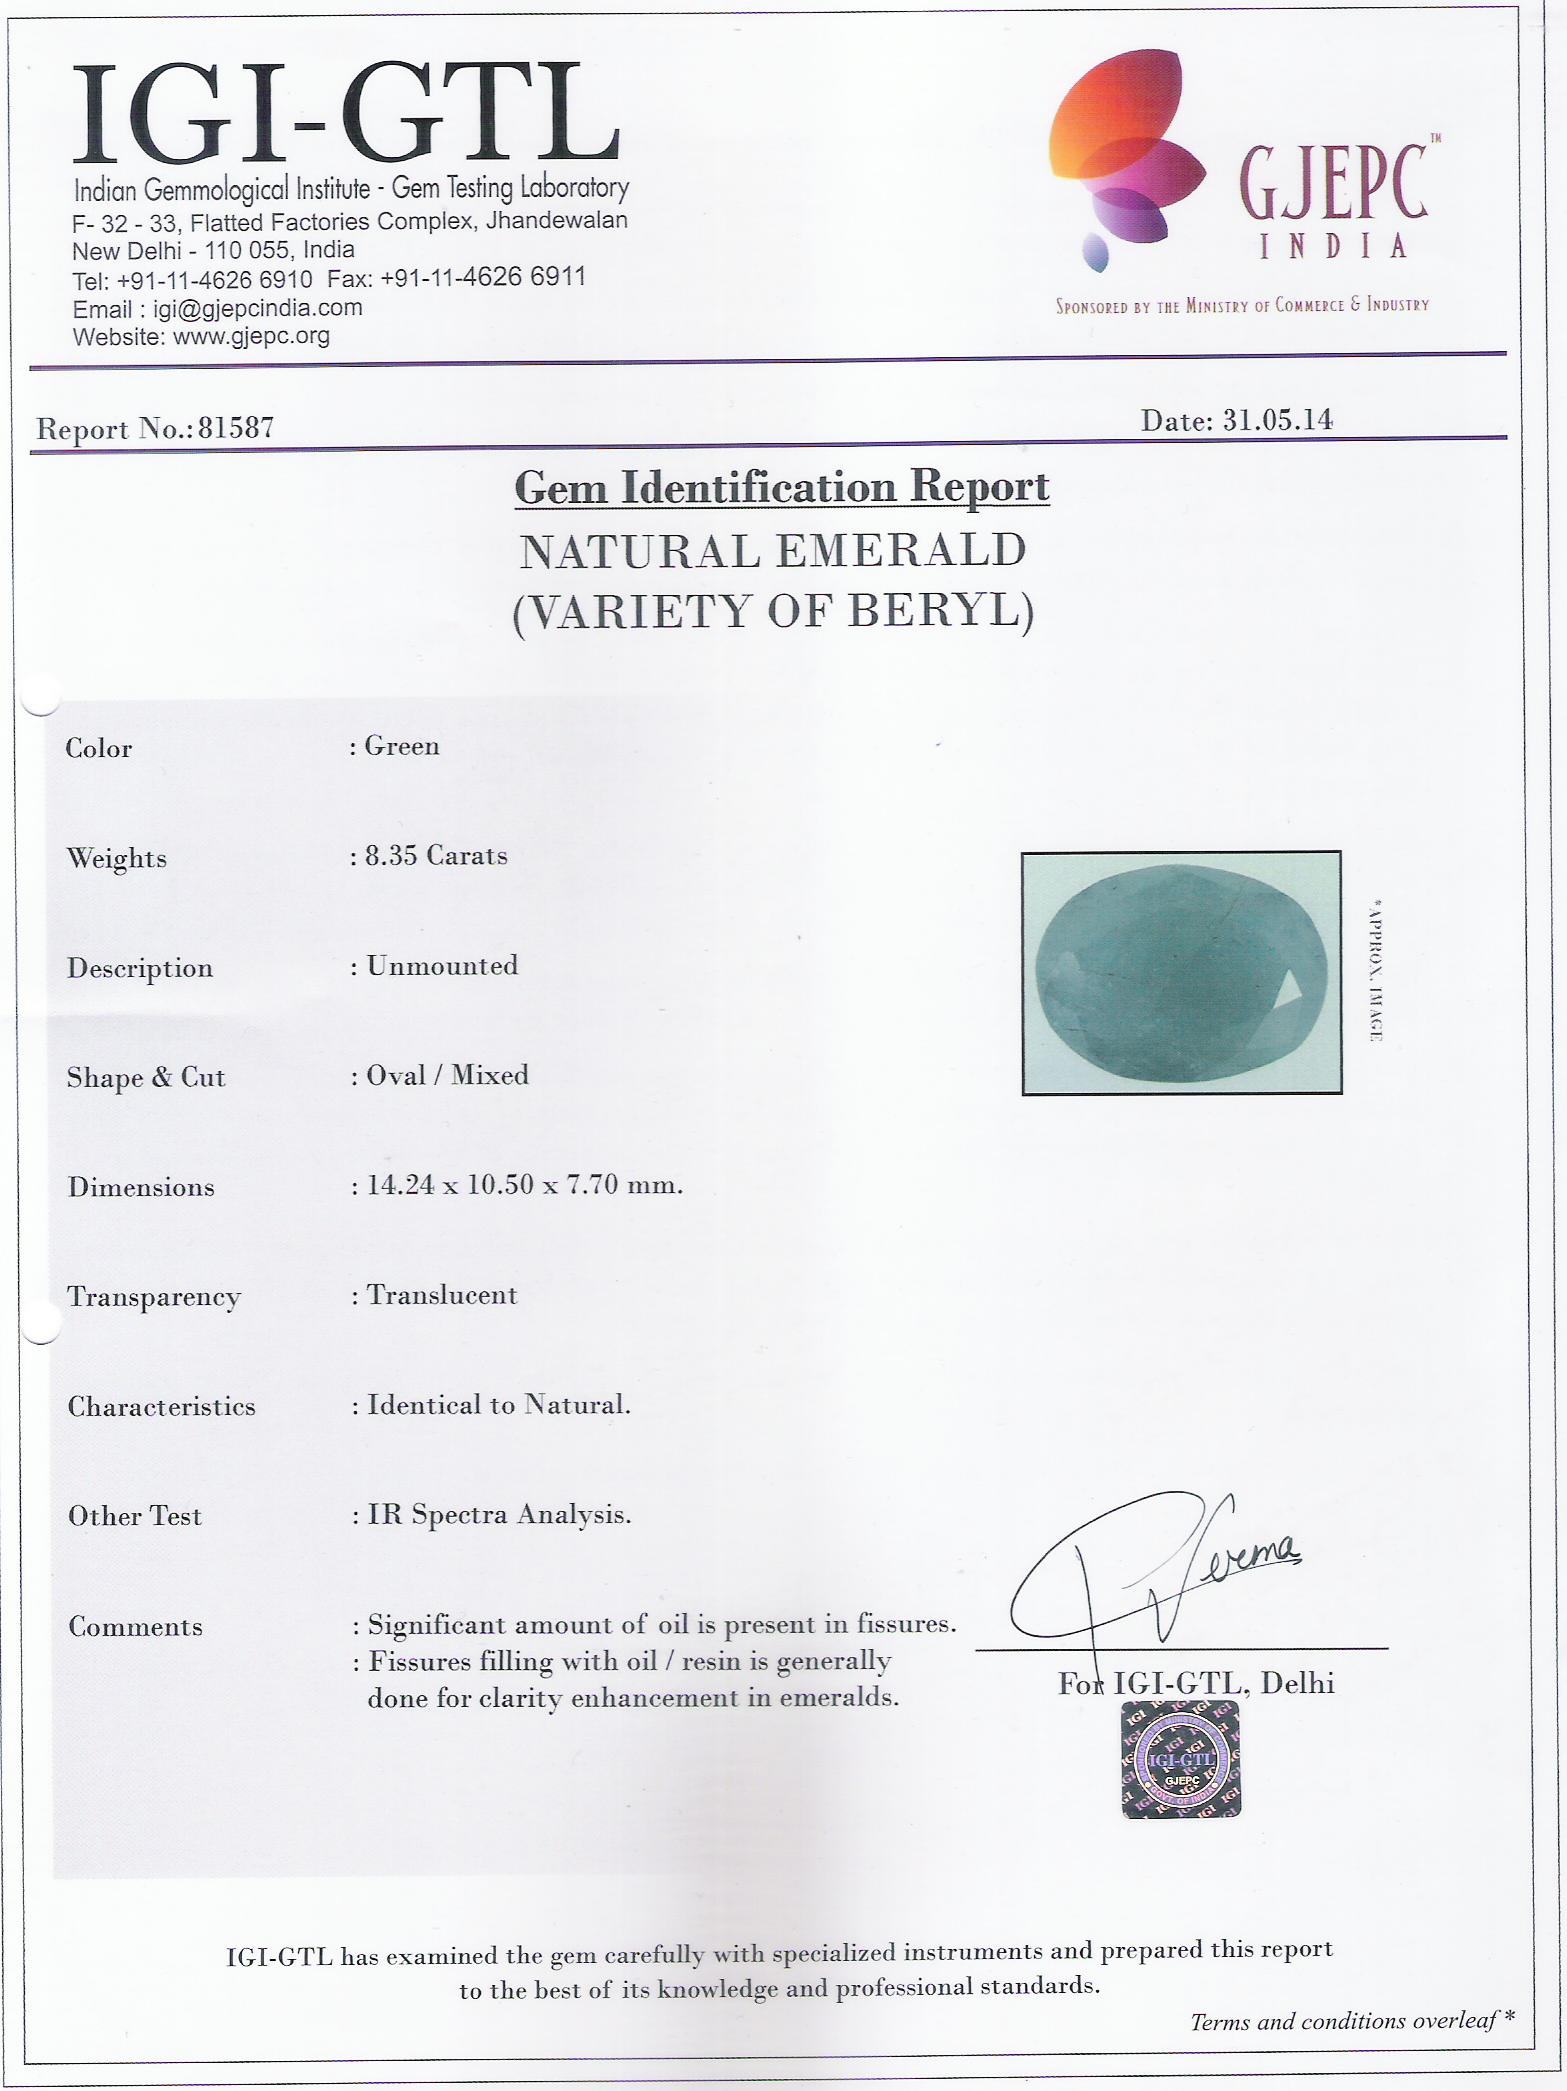 IGI-GTL
Indian Gemmological Institute - Gem Testing Laboratory
F- 32 - 33, Flatted Factories Complex, Jhandewalan
New Delhi - 110 055, India
Tel: +91-11-4626 6910 Fax: +91-11-4626 6911
Email : igi@gjepcindia.com
Website: www.gjepc.org
GJEPC™
INDIA
SPONSORED BY THE MINISTRY OF COMMERCE & INDUSTRY
Report No.:81587
Date: 31.05.14
Gem Identification Report
NATURAL EMERALD
(VARIETY OF BERYL)
Color : Green
Weights : 8.35 Carats
Description : Unmounted
Shape & Cut : Oval / Mixed
Dimensions : 14.24 x 10.50 x 7.70 mm.
Transparency : Translucent
Characteristics : Identical to Natural.
Other Test : IR Spectra Analysis.
Comments : Significant amount of oil is present in fissures.
: Fissures filling with oil / resin is generally
done for clarity enhancement in emeralds.
*APPROX. IMAGE
PVerma
For IGI-GTL, Delhi
IGI-GTL
GJEPC
GOVT. OF INDIA
IGI-GTL has examined the gem carefully with specialized instruments and prepared this report
to the best of its knowledge and professional standards.
Terms and conditions overleaf *